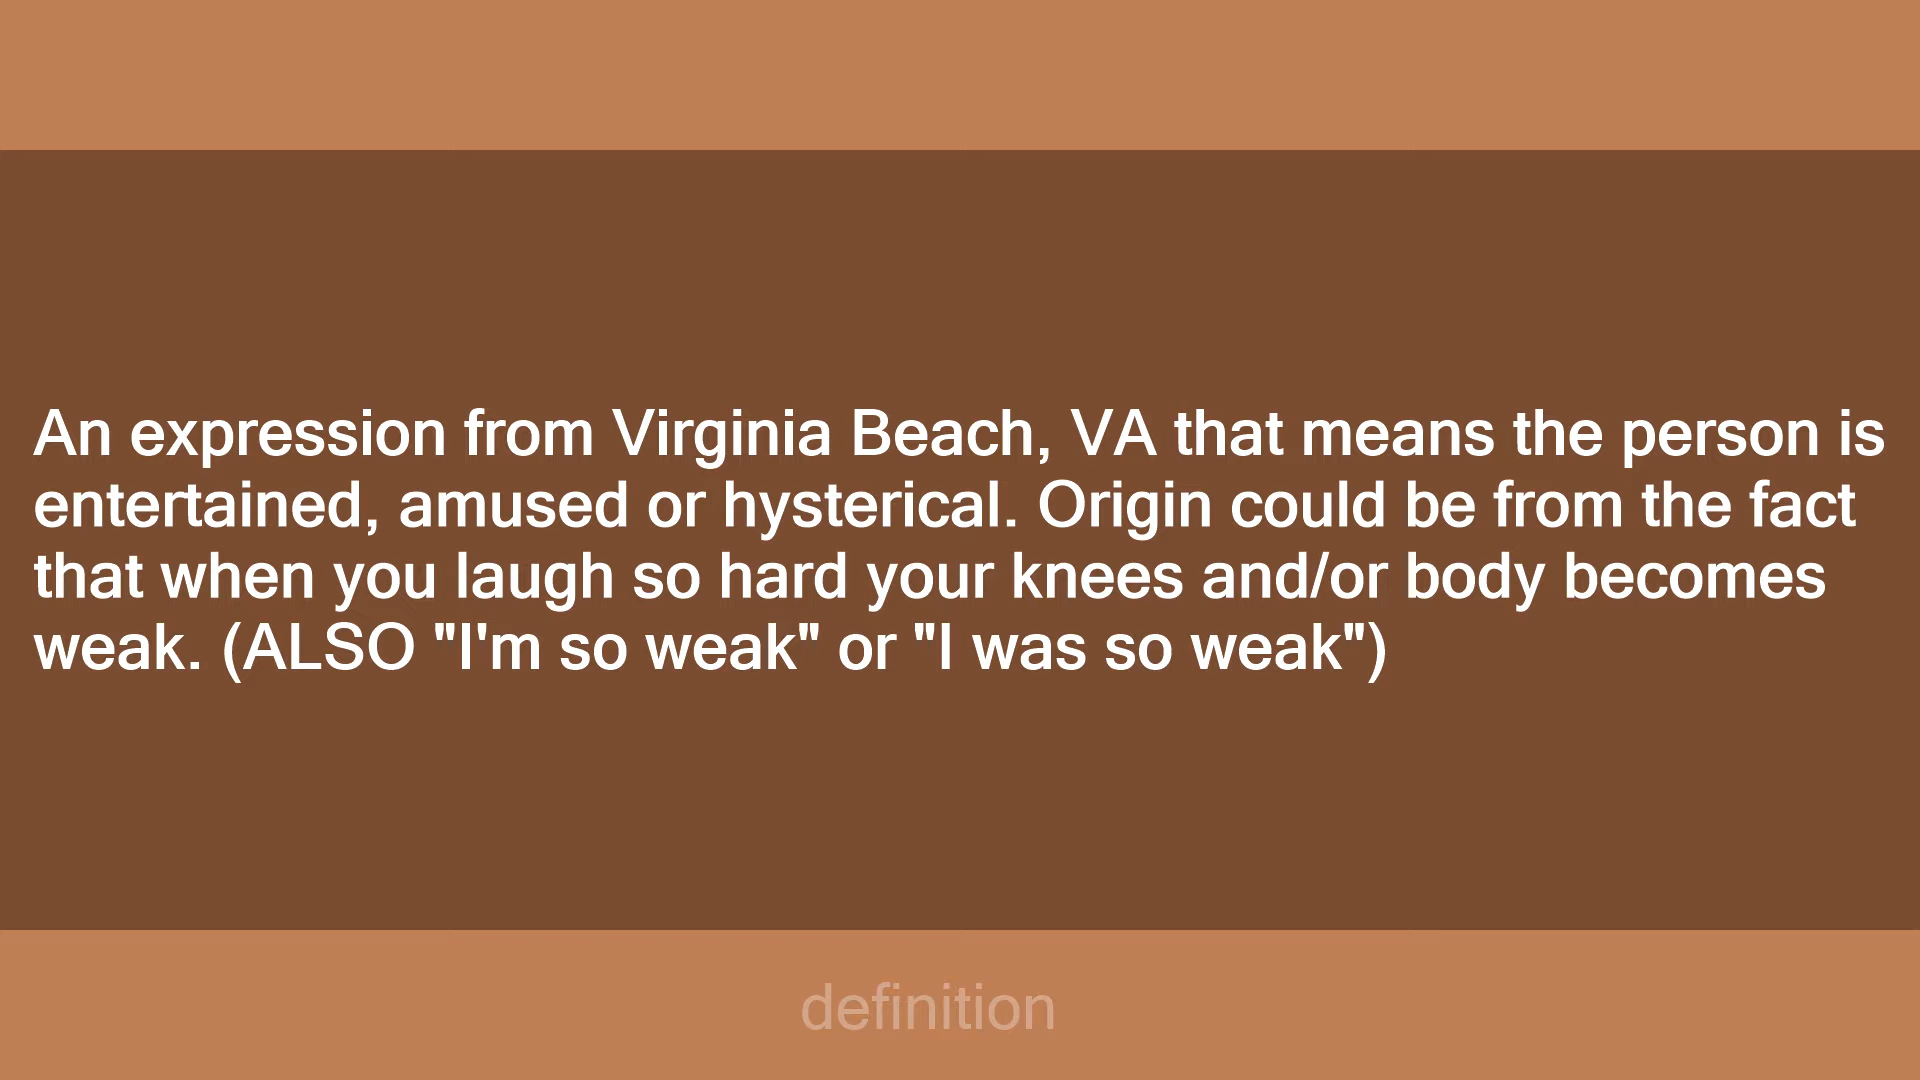 An expression from Virginia Beach, VA that means the person is
entertained, amused or hysterical. Origin could be from the fact
that when you laugh so hard your knees and/or body becomes
weak. (ALSO "I'm so weak" or "I was so weak")
definition